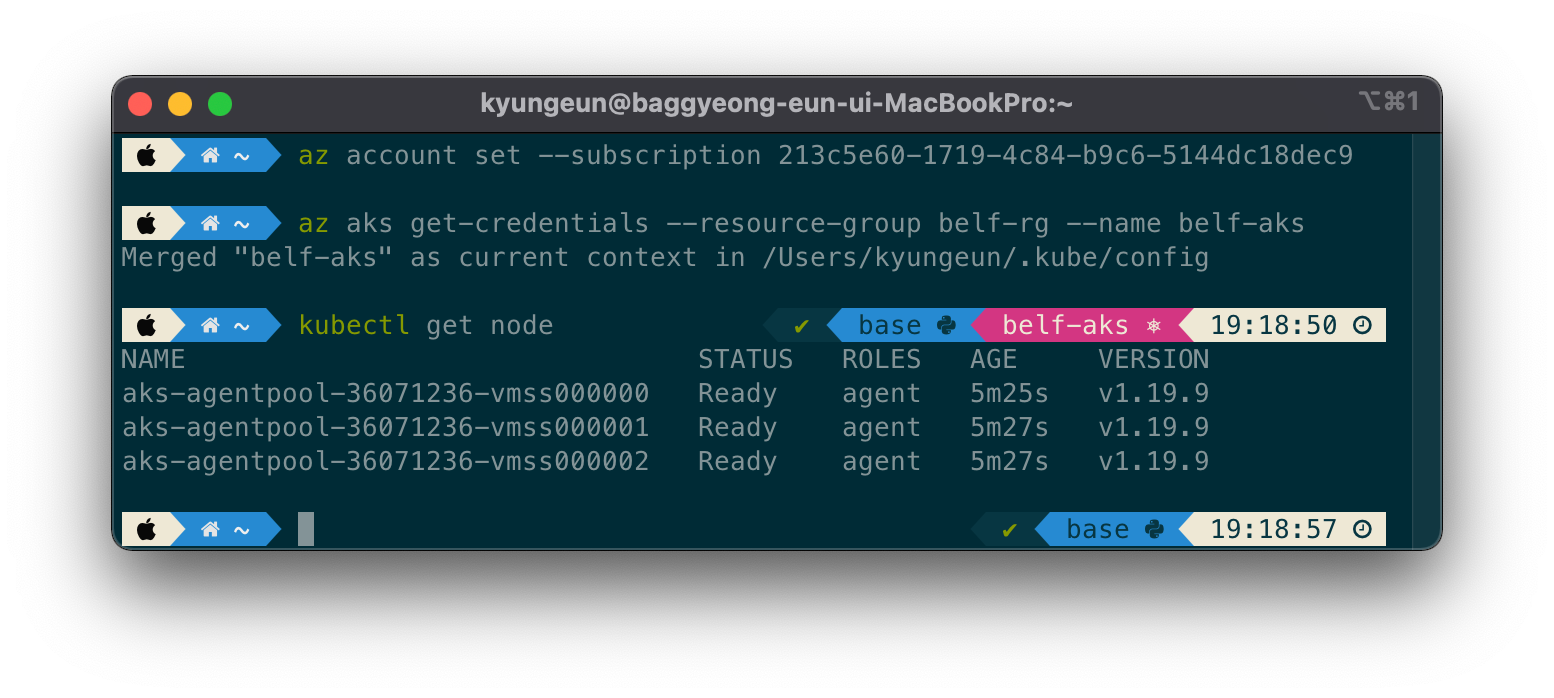 kyungeun@baggyeong-eun-ui-MacBookPro:~ ⌥⌘1
~ az account set --subscription 213c5e60-1719-4c84-b9c6-5144dc18dec9
~ az aks get-credentials --resource-group belf-rg --name belf-aks
Merged "belf-aks" as current context in /Users/kyungeun/.kube/config
~ kubectl get node ✔ base belf-aks ⎈ 19:18:50
NAME STATUS ROLES AGE VERSION
aks-agentpool-36071236-vmss000000 Ready agent 5m25s v1.19.9
aks-agentpool-36071236-vmss000001 Ready agent 5m27s v1.19.9
aks-agentpool-36071236-vmss000002 Ready agent 5m27s v1.19.9
~ ✔ base 19:18:57